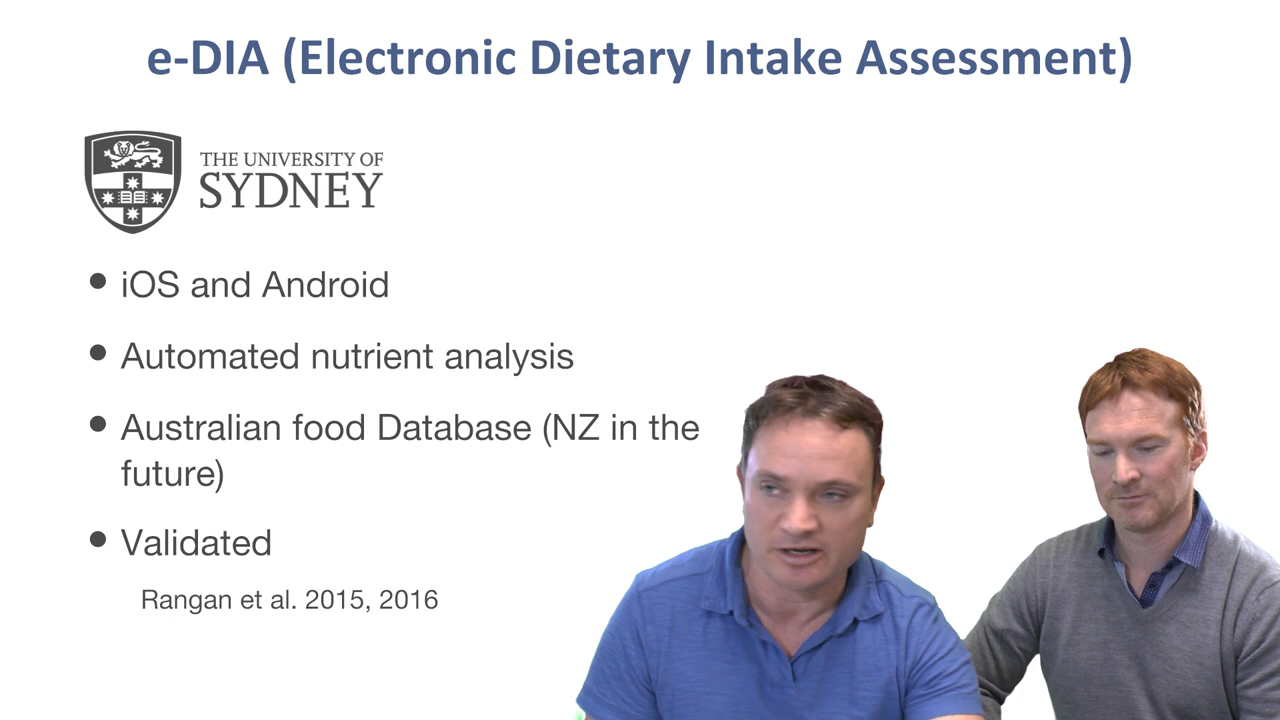 e-DIA (Electronic Dietary Intake Assessment)
THE UNIVERSITY OF
SYDNEY
• iOS and Android
• Automated nutrient analysis
• Australian food Database (NZ in the
future)
• Validated
Rangan et al. 2015, 2016